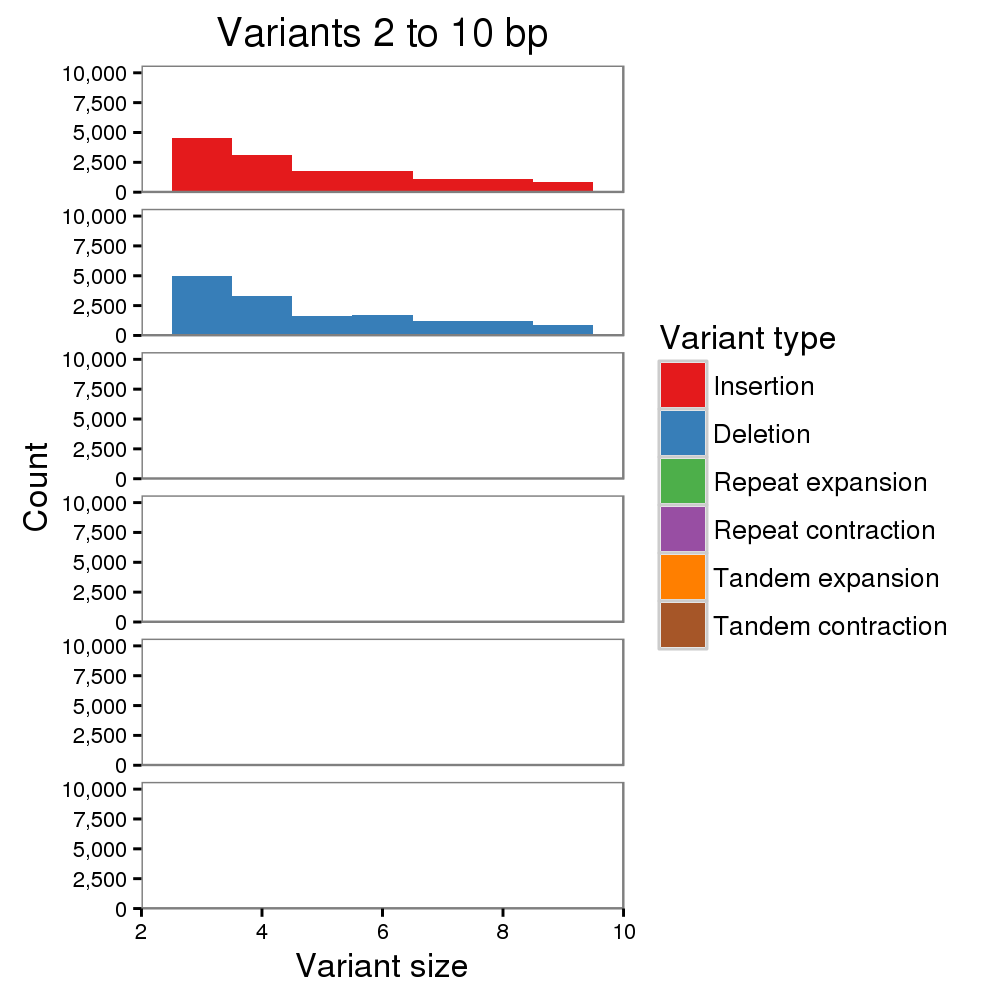 Variants 2 to 10 bp
10,000
7,500
5,000
2,500
0
10,000
7,500
5,000
2,500
0
10,000
7,500
5,000
2,500
0
10,000
7,500
5,000
2,500
0
10,000
7,500
5,000
2,500
0
10,000
7,500
5,000
2,500
0
2 4 6 8 10
Variant size
Count
Variant type
Insertion
Deletion
Repeat expansion
Repeat contraction
Tandem expansion
Tandem contraction